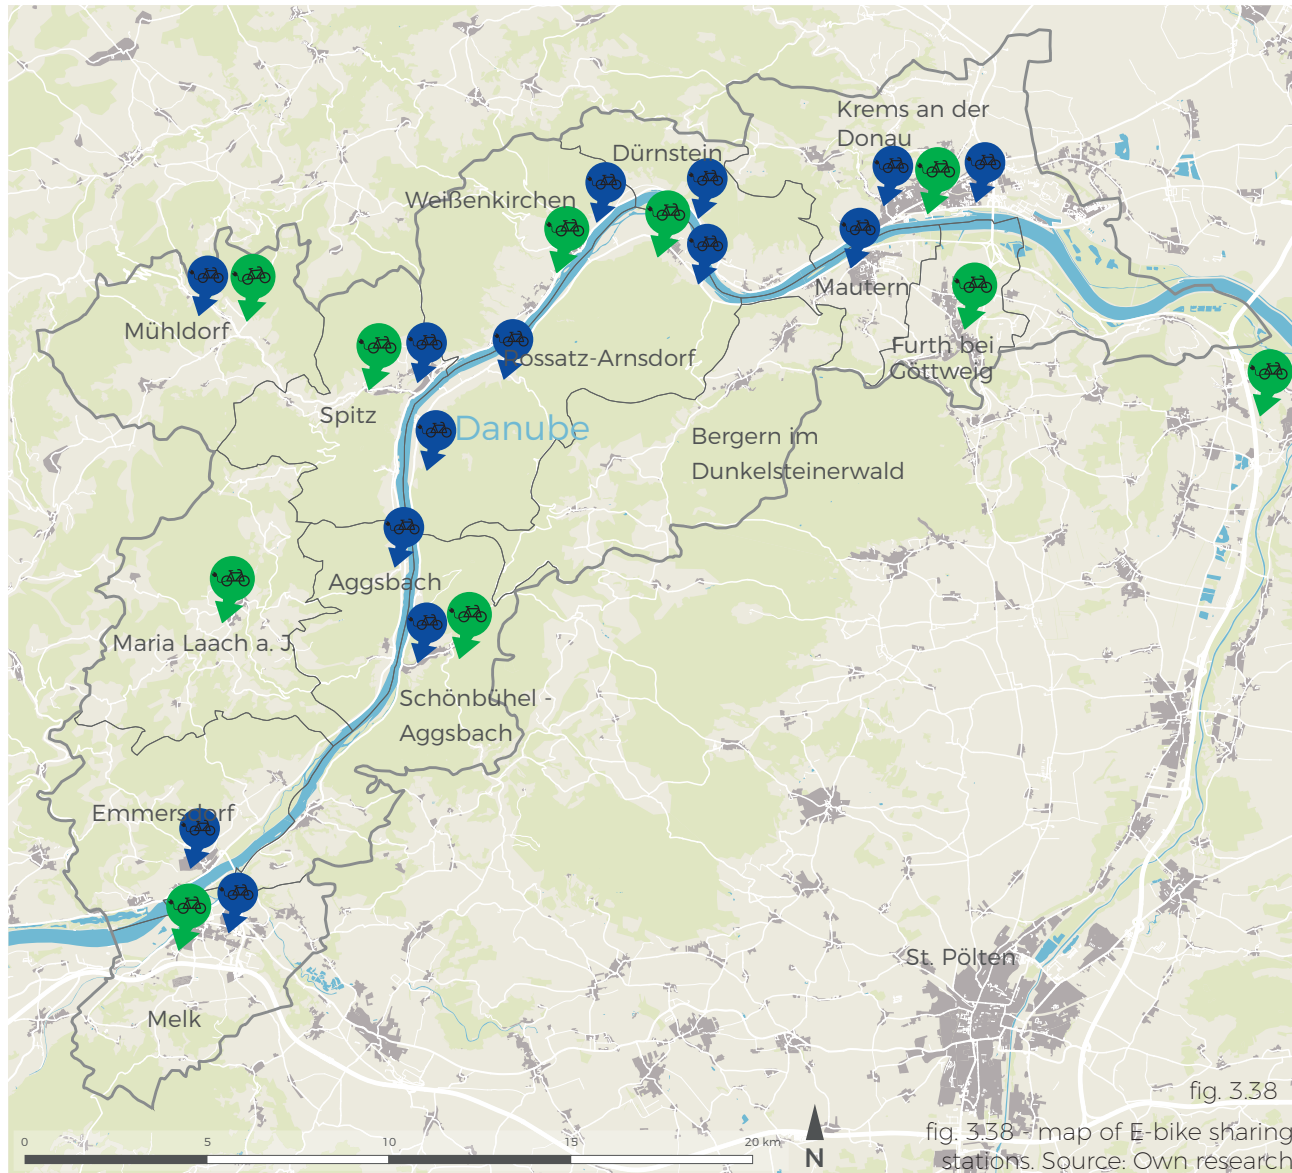 Krems an der
Donau
Dürnstein
Weißenkirchen
Mautern
Mühldorf
Rossatz-Arnsdorf
Furth bei
Göttweig
Spitz
Danube
Bergern im
Dunkelsteinerwald
Aggsbach
Maria Laach a. J.
Schönbühel -
Aggsbach
Emmersdorf
St. Pölten
Melk
fig. 3.38
0 5 10 15 20 km
N
fig. 3.38 - map of E-bike sharing
stations. Source: Own research